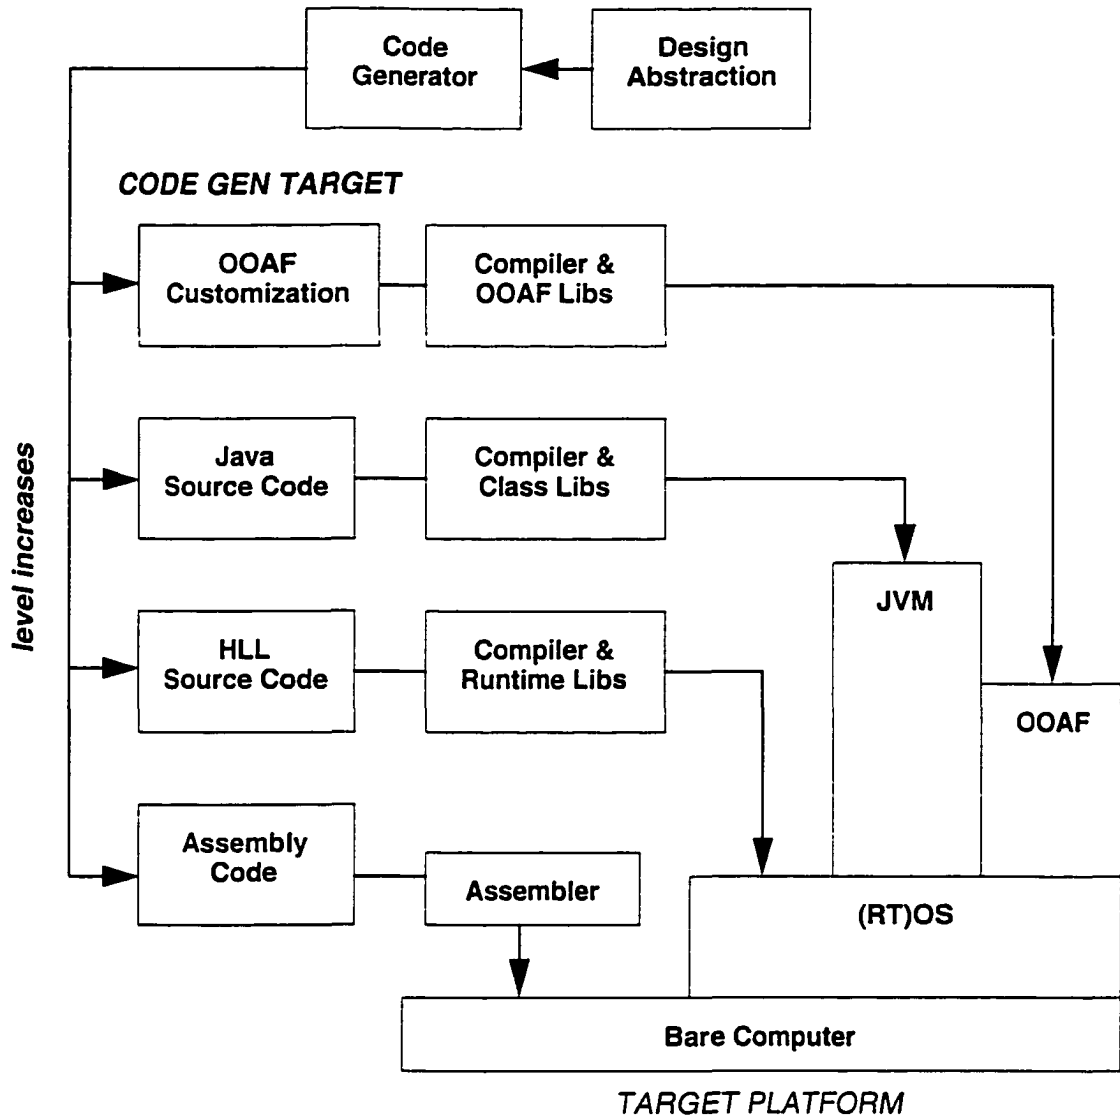 Code
Generator
Design
Abstraction
CODE GEN TARGET
OOAF
Customization
Compiler &
OOAF Libs
level increases
Java
Source Code
Compiler &
Class Libs
JVM
HLL
Source Code
Compiler &
Runtime Libs
OOAF
Assembly
Code
Assembler
(RT)OS
Bare Computer
TARGET PLATFORM